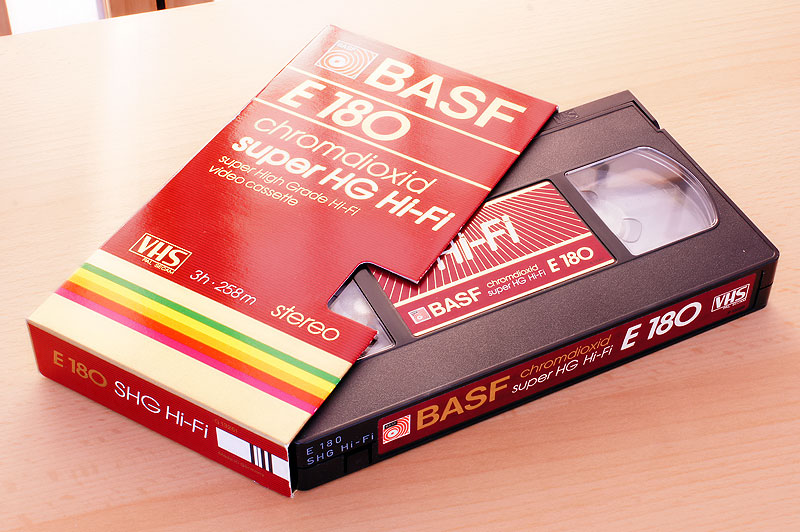 BASF
E 180
chromdioxid
super HG Hi-Fi
super High Grade Hi-Fi
video cassette
VHS
PAL SECAM
3h · 258 m
stereo
E 180
SHG Hi-Fi
Hi-Fi
BASF
chromdioxid
super HG Hi-Fi
E 180
E 180
SHG Hi-Fi
BASF
chromdioxid
super HG Hi-Fi
E 180
VHS